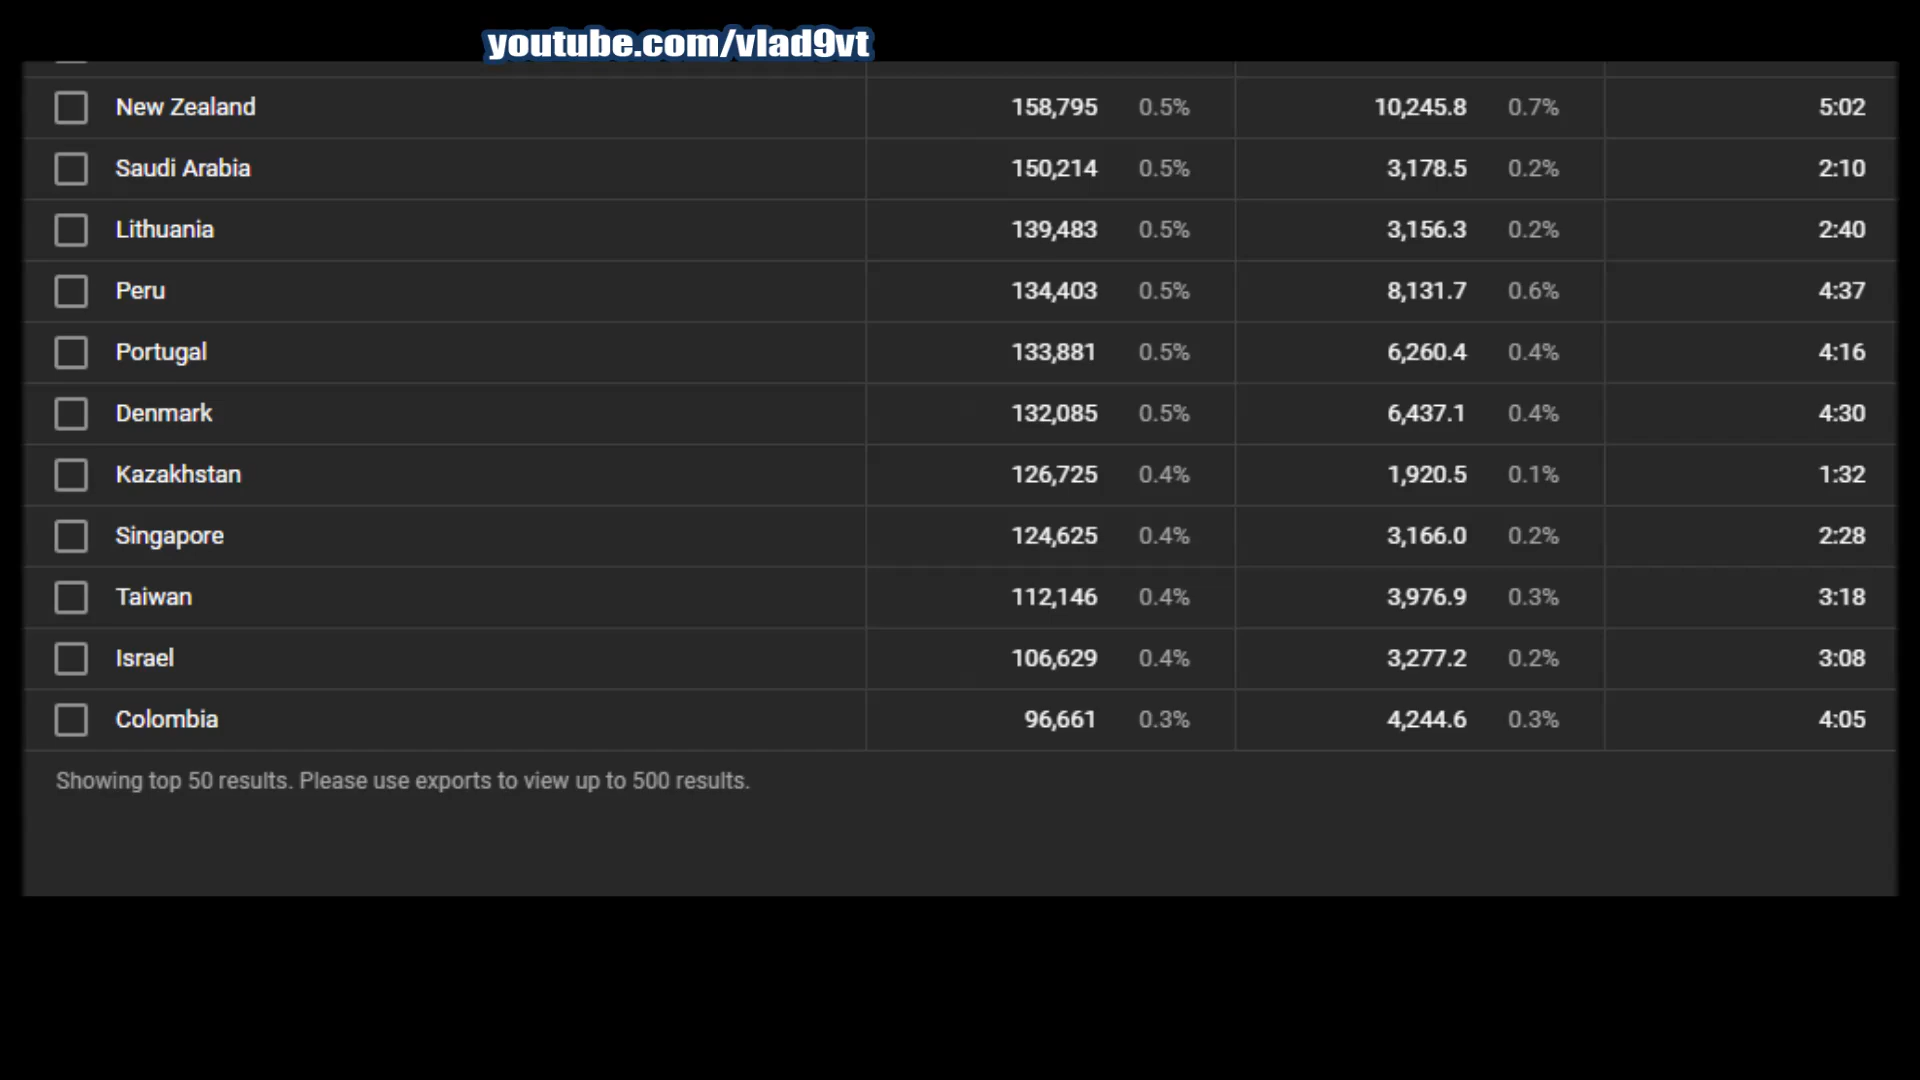 youtube.com/vlad9vt
New Zealand 158,795 0.5% 10,245.8 0.7% 5:02
Saudi Arabia 150,214 0.5% 3,178.5 0.2% 2:10
Lithuania 139,483 0.5% 3,156.3 0.2% 2:40
Peru 134,403 0.5% 8,131.7 0.6% 4:37
Portugal 133,881 0.5% 6,260.4 0.4% 4:16
Denmark 132,085 0.5% 6,437.1 0.4% 4:30
Kazakhstan 126,725 0.4% 1,920.5 0.1% 1:32
Singapore 124,625 0.4% 3,166.0 0.2% 2:28
Taiwan 112,146 0.4% 3,976.9 0.3% 3:18
Israel 106,629 0.4% 3,277.2 0.2% 3:08
Colombia 96,661 0.3% 4,244.6 0.3% 4:05
Showing top 50 results. Please use exports to view up to 500 results.